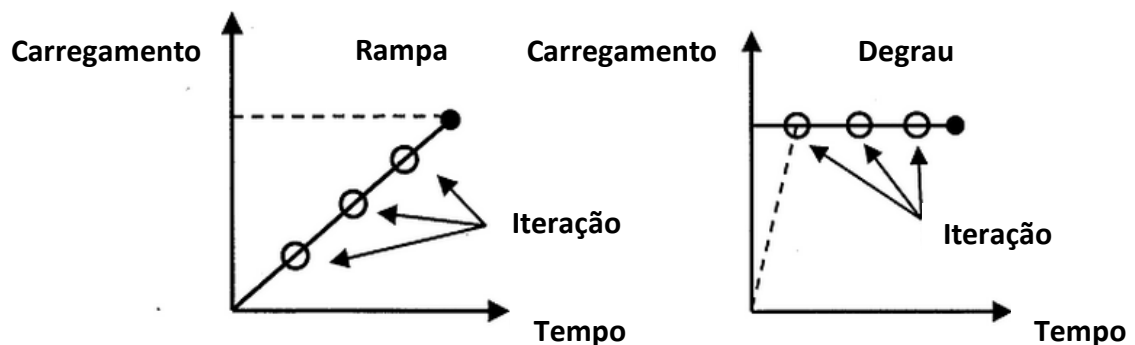 Carregamento
Rampa
Iteração
Tempo
Carregamento
Degrau
Iteração
Tempo